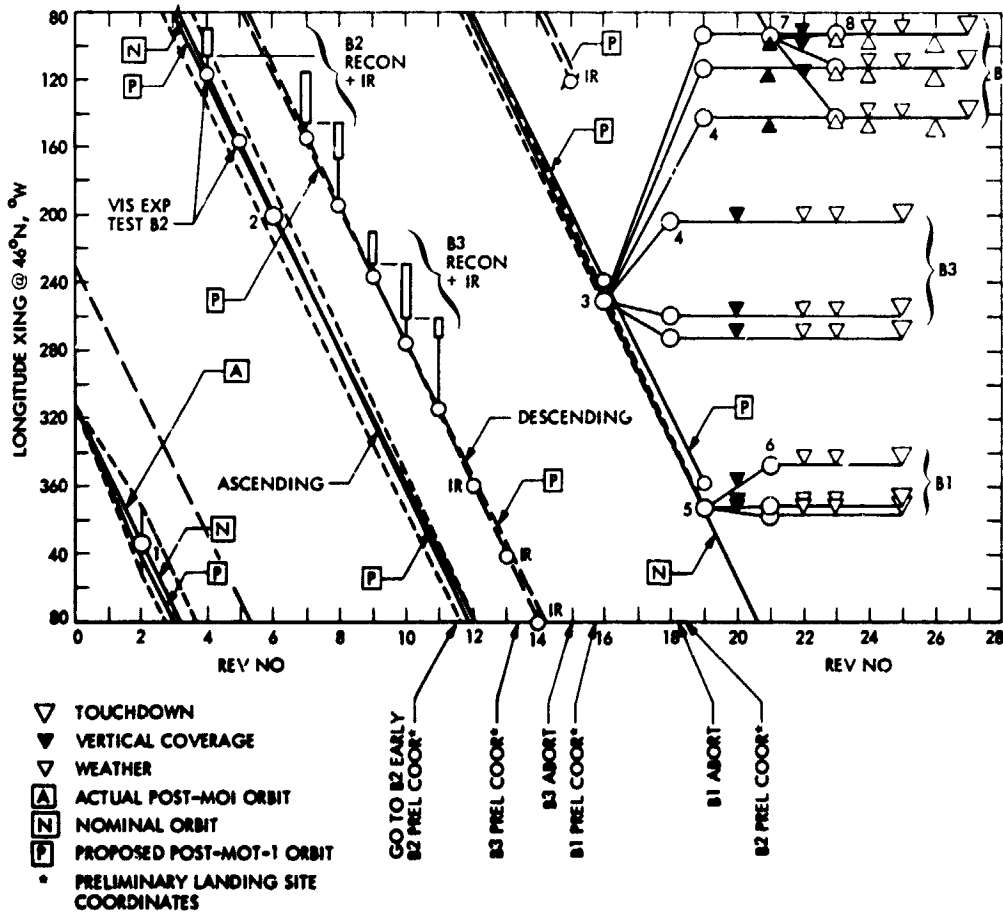 80
120
160
200
240
280
320
360
40
80
LONGITUDE XING @ 46°N, °W
N
P
B2
RECON
+ IR
VIS EXP
TEST B2
2
P
B3
RECON
+ IR
A
1
N
P
ASCENDING
DESCENDING
IR
IR
IR
P
P
P
IR
P
3
4
4
7
8
B
B3
P
5
6
B1
N
0 2 4 6 8 10 12 14 16 18 20 22 24 26 28
REV NO
REV NO
GO TO B2 EARLY
B2 PREL COOR*
B3 PREL COOR*
B3 ABORT
B1 PREL COOR*
B1 ABORT
B2 PREL COOR*
TOUCHDOWN
VERTICAL COVERAGE
WEATHER
A ACTUAL POST-MOI ORBIT
N NOMINAL ORBIT
P PROPOSED POST-MOT-1 ORBIT
* PRELIMINARY LANDING SITE
COORDINATES